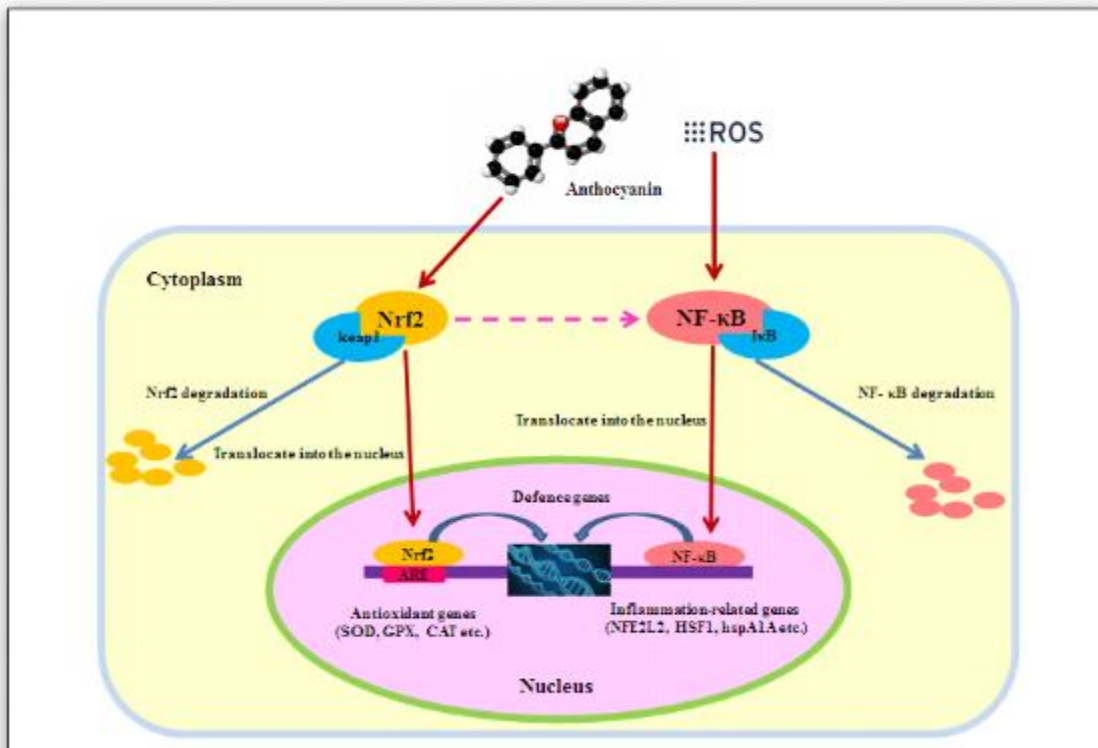 ROS
Anthocyanin
Cytoplasm
Nrf2
keap1
NF-κB
IκB
Nrf2 degradation
NF- κB degradation
Translocate into the nucleus
Translocate into the nucleus
Defence genes
Nrf2
ARE
NF-κB
Antioxidant genes
(SOD, GPX, CAT etc.)
Inflammation-related genes
(NFE2L2, HSF1, hspA1A etc.)
Nucleus